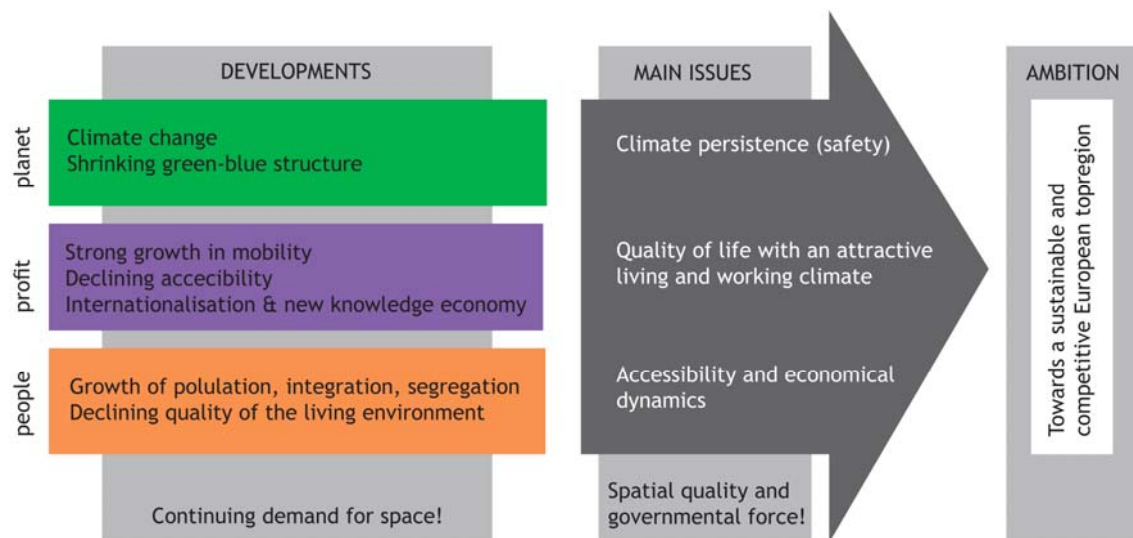 DEVELOPMENTS
planet
Climate change
Shrinking green-blue structure
profit
Strong growth in mobility
Declining accecibility
Internationalisation & new knowledge economy
people
Growth of polulation, integration, segregation
Declining quality of the living environment
Continuing demand for space!
MAIN ISSUES
Climate persistence (safety)
Quality of life with an attractive
living and working climate
Accessibility and economical
dynamics
Spatial quality and
governmental force!
AMBITION
Towards a sustainable and
competitive European topregion